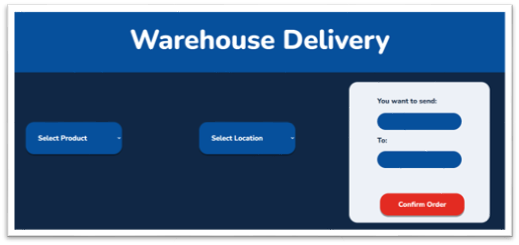 Warehouse Delivery
Select Product
Select Location
You want to send:
To:
Confirm Order